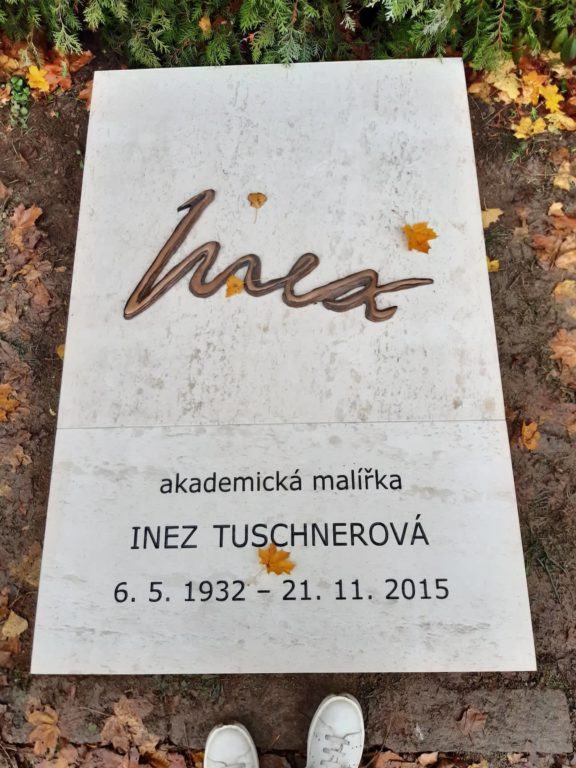 Inez
akademická malířka
INEZ TUSCHNEROVÁ
6. 5. 1932 – 21. 11. 2015